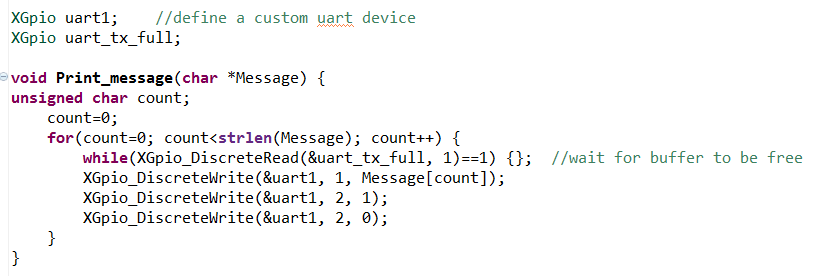 XGpio uart1;    //define a custom uart device
XGpio uart_tx_full;
void Print_message(char *Message) {
unsigned char count;
    count=0;
    for(count=0; count<strlen(Message); count++) {
        while(XGpio_DiscreteRead(&uart_tx_full, 1)==1) {};  //wait for buffer to be free
        XGpio_DiscreteWrite(&uart1, 1, Message[count]);
        XGpio_DiscreteWrite(&uart1, 2, 1);
        XGpio_DiscreteWrite(&uart1, 2, 0);
    }
}